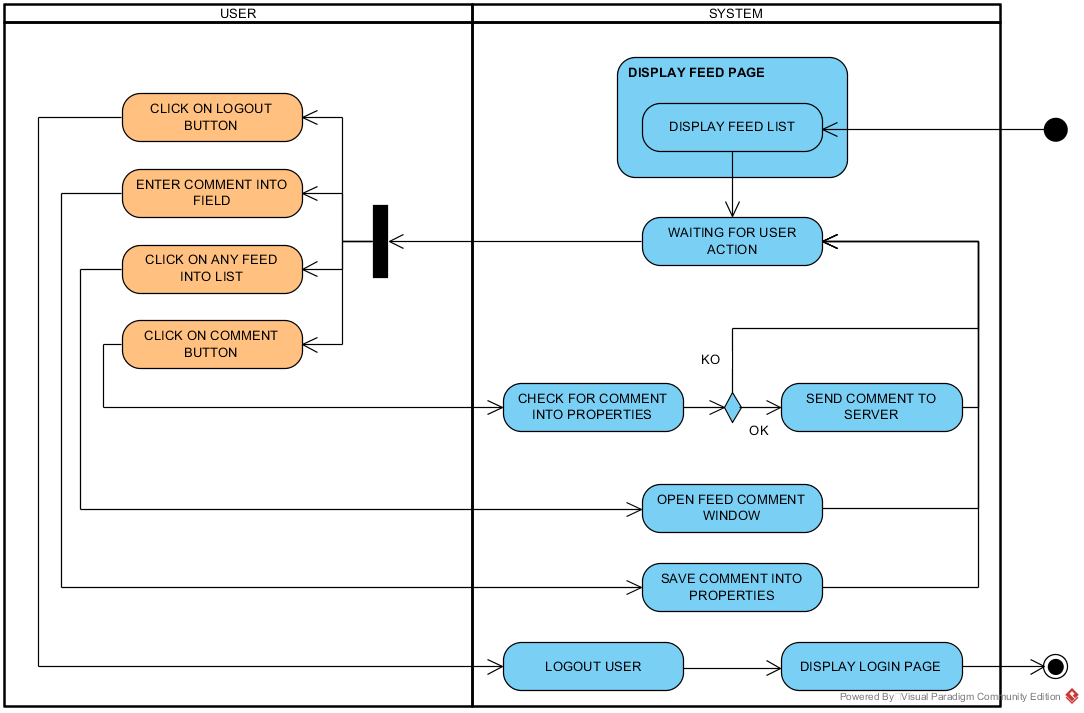 USER
SYSTEM
DISPLAY FEED PAGE
DISPLAY FEED LIST
CLICK ON LOGOUT
BUTTON
ENTER COMMENT INTO
FIELD
WAITING FOR USER
ACTION
CLICK ON ANY FEED
INTO LIST
CLICK ON COMMENT
BUTTON
KO
CHECK FOR COMMENT
INTO PROPERTIES
SEND COMMENT TO
SERVER
OK
OPEN FEED COMMENT
WINDOW
SAVE COMMENT INTO
PROPERTIES
LOGOUT USER
DISPLAY LOGIN PAGE
Powered By Visual Paradigm Community Edition